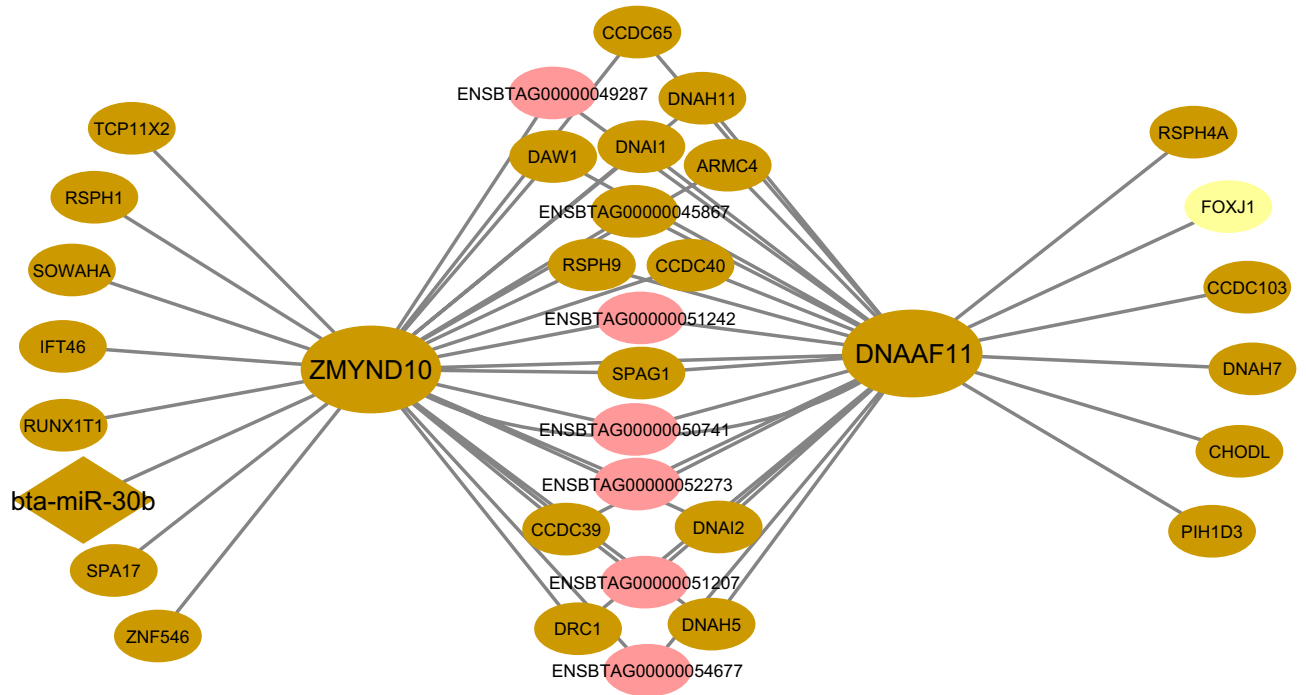 CCDC65
ENSBTAG00000049287
DNAH11
TCP11X2
RSPH4A
DNAI1
DAW1
ARMC4
RSPH1
FOXJ1
ENSBTAG00000045867
RSPH9
CCDC40
SOWAHA
CCDC103
ENSBTAG00000051242
IFT46
DNAAF11
ZMYND10
SPAG1
DNAH7
RUNX1T1
ENSBTAG00000050741
CHODL
ENSBTAG00000052273
bta-miR-30b
CCDC39
DNAI2
PIH1D3
SPA17
ENSBTAG00000051207
DRC1
DNAH5
ZNF546
ENSBTAG00000054677